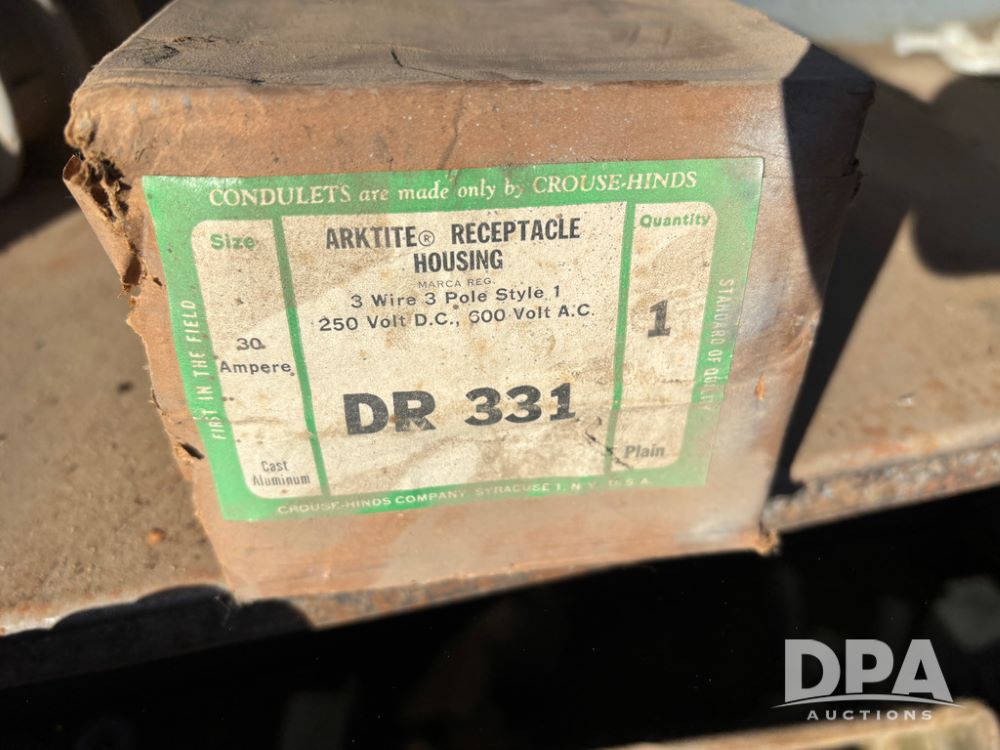 CONDULETS are made only by CROUSE-HINDS
Size
30
Ampere
Cast
Aluminum
ARKTITE® RECEPTACLE
HOUSING
MARCA REG.
3 Wire 3 Pole Style 1
250 Volt D.C., 600 Volt A.C.
DR 331
Quantity
1
Plain
FIRST IN THE FIELD
STANDARD OF QULITY
CROUSE-HINDS COMPANY, SYRACUSE 1, N.Y., U.S.A.
DPA
AUCTIONS